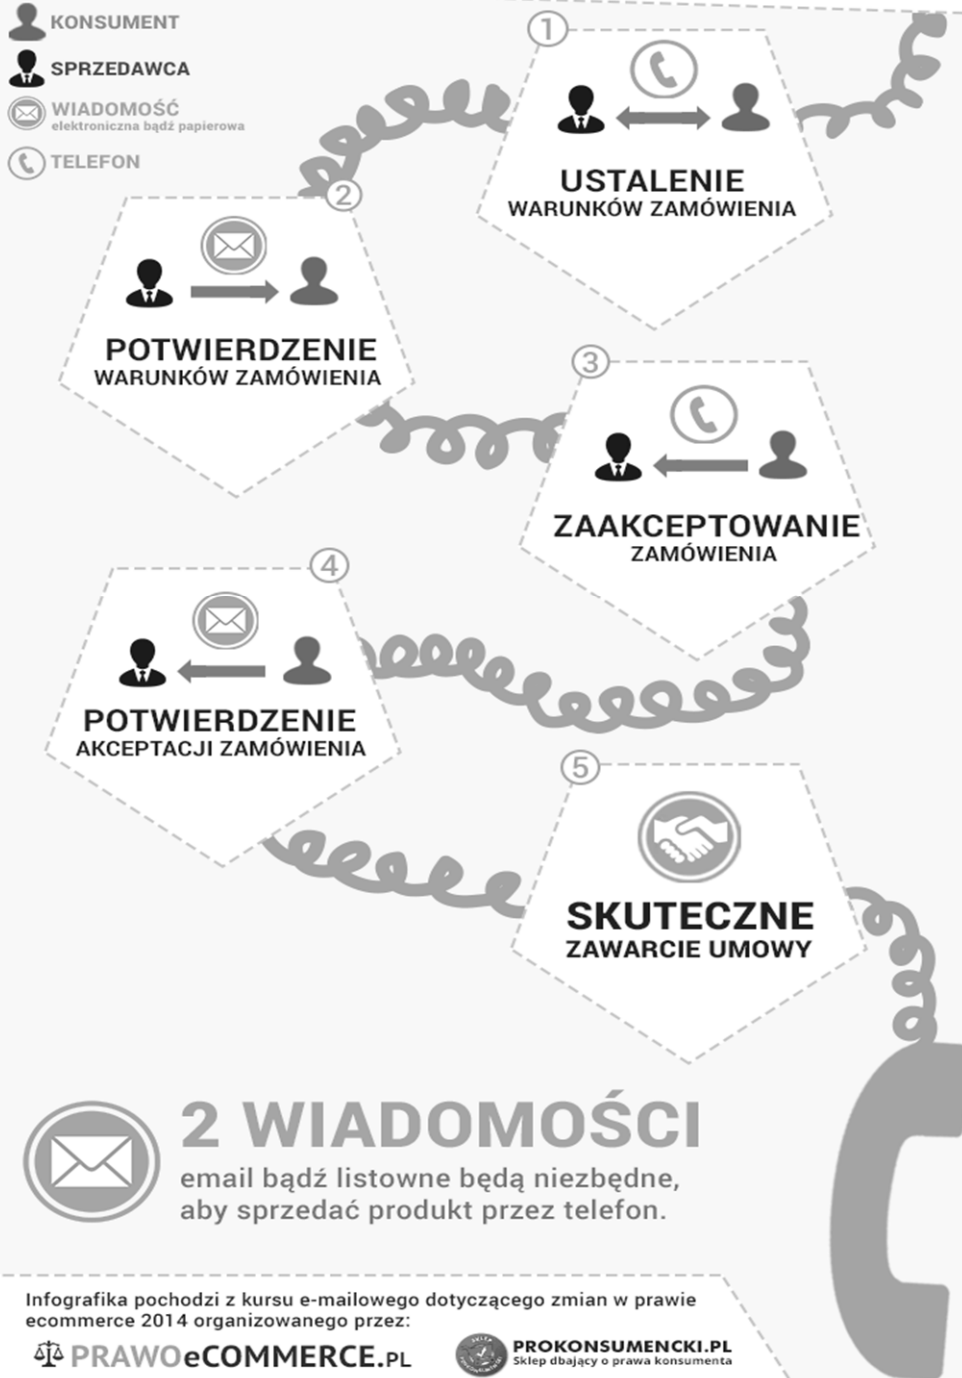 KONSUMENT
SPRZEDAWCA
WIADOMOŚĆ
elektroniczna bądź papierowa
TELEFON
1
USTALENIE
WARUNKÓW ZAMÓWIENIA
2
POTWIERDZENIE
WARUNKÓW ZAMÓWIENIA
3
ZAAKCEPTOWANIE
ZAMÓWIENIA
4
POTWIERDZENIE
AKCEPTACJI ZAMÓWIENIA
5
SKUTECZNE
ZAWARCIE UMOWY
2 WIADOMOŚCI
email bądź listowne będą niezbędne,
aby sprzedać produkt przez telefon.
Infografika pochodzi z kursu e-mailowego dotyczącego zmian w prawie
ecommerce 2014 organizowanego przez:
PRAWOeCOMMERCE.PL
SKLEP
PROKONSUMENCKI.PL
Sklep dbający o prawa konsumenta